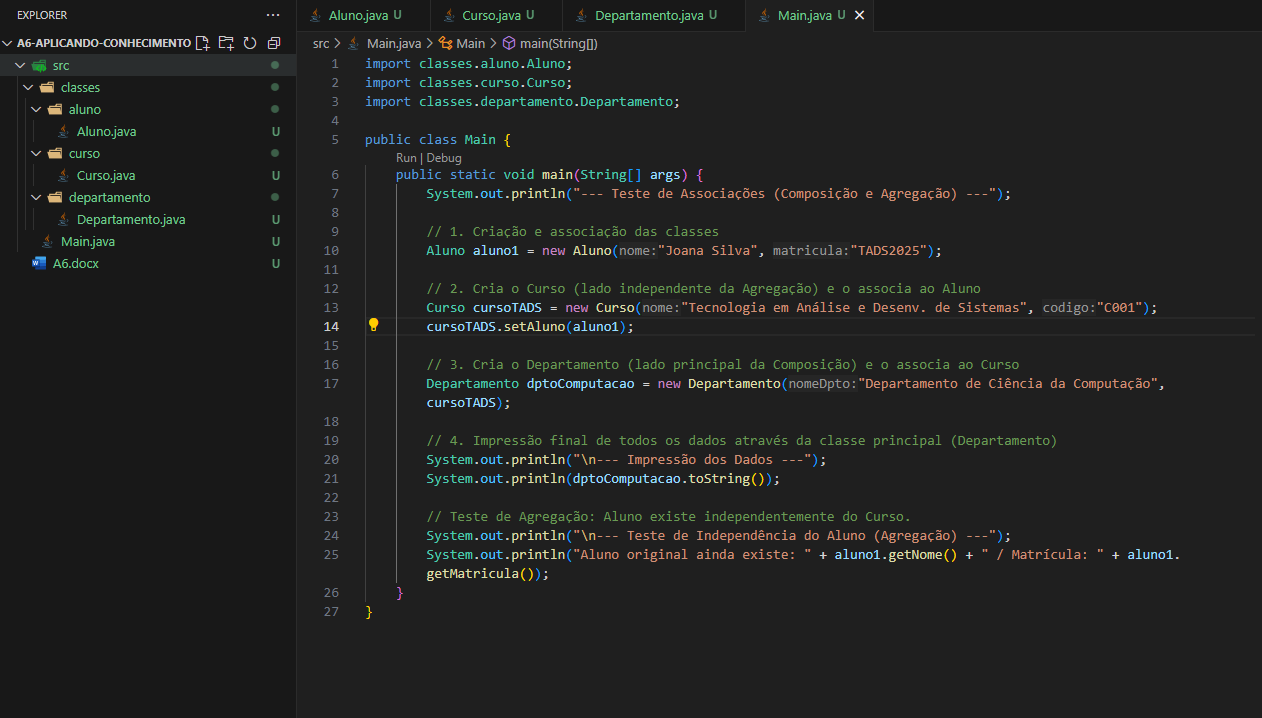 EXPLORER
Aluno.java U
Curso.java U
Departamento.java U
Main.java U
A6-APLICANDO-CONHECIMENTO
src
classes
aluno
Aluno.java U
curso
Curso.java U
departamento
Departamento.java U
Main.java U
A6.docx U
src > Main.java > Main > main(String[])
1 import classes.aluno.Aluno;
2 import classes.curso.Curso;
3 import classes.departamento.Departamento;
4
5 public class Main {
Run | Debug
6 public static void main(String[] args) {
7 System.out.println("--- Teste de Associações (Composição e Agregação) ---");
8
9 // 1. Criação e associação das classes
10 Aluno aluno1 = new Aluno(nome:"Joana Silva", matricula:"TADS2025");
11
12 // 2. Cria o Curso (lado independente da Agregação) e o associa ao Aluno
13 Curso cursoTADS = new Curso(nome:"Tecnologia em Análise e Desenv. de Sistemas", codigo:"C001");
14 cursoTADS.setAluno(aluno1);
15
16 // 3. Cria o Departamento (lado principal da Composição) e o associa ao Curso
17 Departamento dptoComputacao = new Departamento(nomeDpto:"Departamento de Ciência da Computação",
cursoTADS);
18
19 // 4. Impressão final de todos os dados através da classe principal (Departamento)
20 System.out.println("\n--- Impressão dos Dados ---");
21 System.out.println(dptoComputacao.toString());
22
23 // Teste de Agregação: Aluno existe independentemente do Curso.
24 System.out.println("\n--- Teste de Independência do Aluno (Agregação) ---");
25 System.out.println("Aluno original ainda existe: " + aluno1.getNome() + " / Matrícula: " + aluno1.
getMatricula());
26 }
27 }